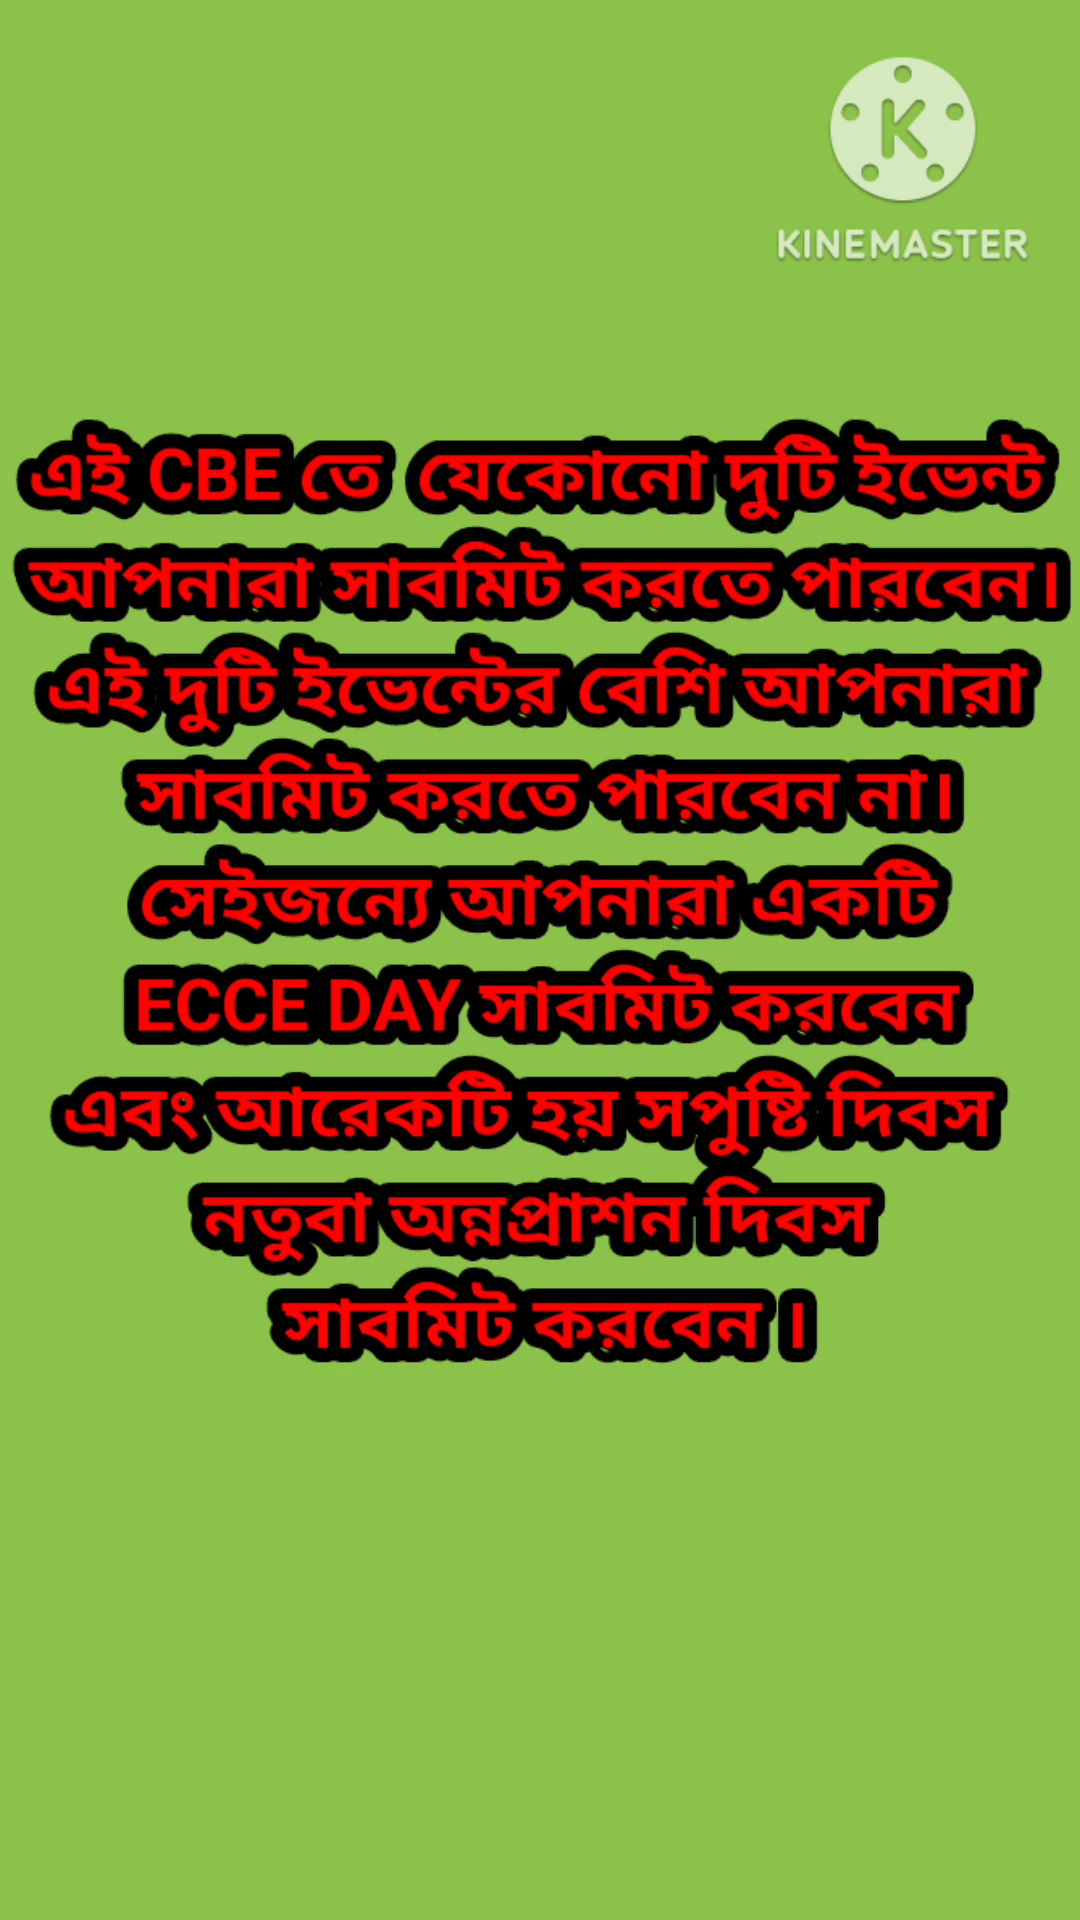 KINEMASTER
এই CBE তে যেকোনো দুটি ইভেন্ট
আপনারা সাবমিট করতে পারবেন।
এই দুটি ইভেন্টের বেশি আপনারা
সাবমিট করতে পারবেন না।
সেইজন্যে আপনারা একটি
ECCE DAY সাবমিট করবেন
এবং আরেকটি হয় সপুষ্টি দিবস
নতুবা অন্নপ্রাশন দিবস
সাবমিট করবেন ।